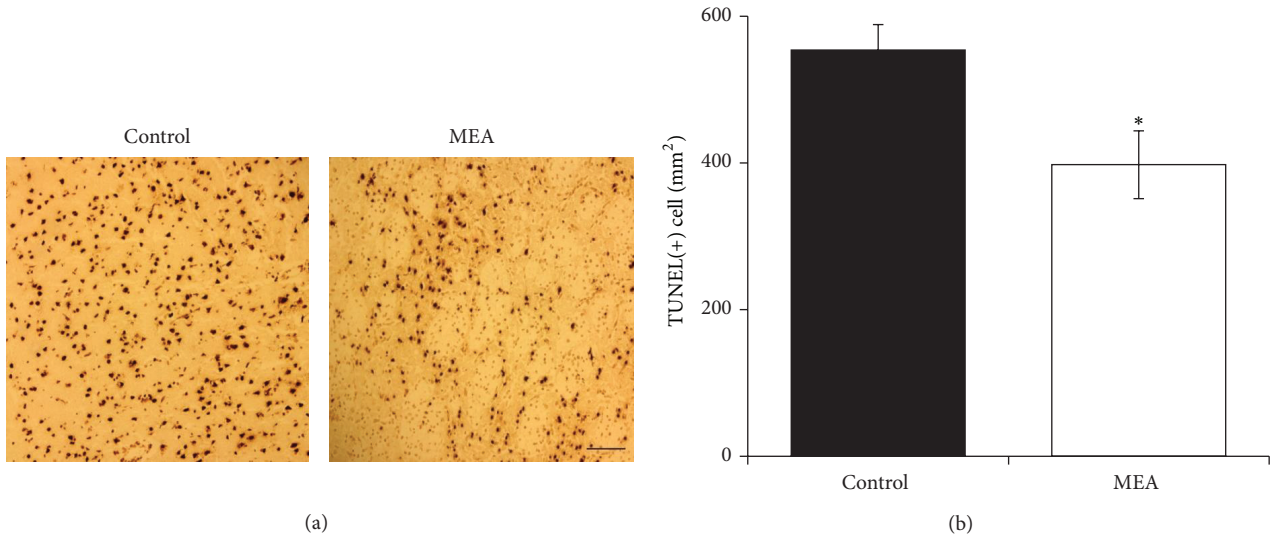 Control
MEA
(a)
600
400
200
0
TUNEL(+) cell (mm²)
*
Control
MEA
(b)